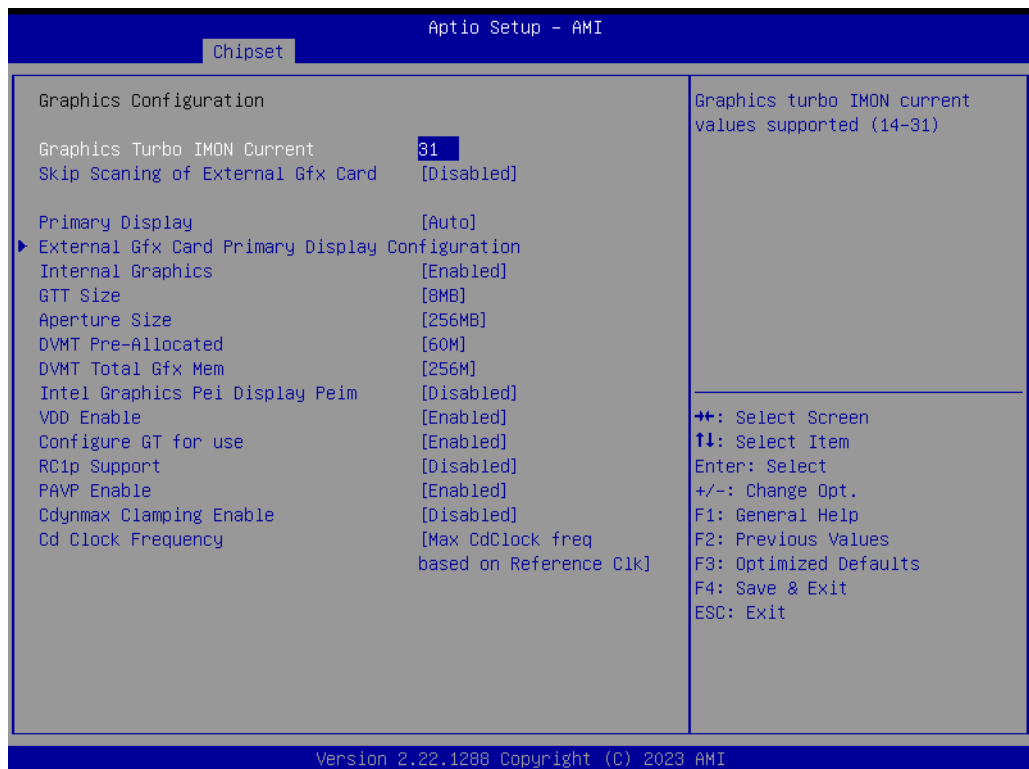 Aptio Setup – AMI
Chipset
Graphics Configuration
Graphics Turbo IMON Current 31
Skip Scaning of External Gfx Card [Disabled]
Primary Display [Auto]
▶ External Gfx Card Primary Display Configuration
Internal Graphics [Enabled]
GTT Size [8MB]
Aperture Size [256MB]
DVMT Pre-Allocated [60M]
DVMT Total Gfx Mem [256M]
Intel Graphics Pei Display Peim [Disabled]
VDD Enable [Enabled]
Configure GT for use [Enabled]
RC1p Support [Disabled]
PAVP Enable [Enabled]
Cdynmax Clamping Enable [Disabled]
Cd Clock Frequency [Max CdClock freq
based on Reference Clk]
Graphics turbo IMON current
values supported (14-31)
→←: Select Screen
↑↓: Select Item
Enter: Select
+/-: Change Opt.
F1: General Help
F2: Previous Values
F3: Optimized Defaults
F4: Save & Exit
ESC: Exit
Version 2.22.1288 Copyright (C) 2023 AMI